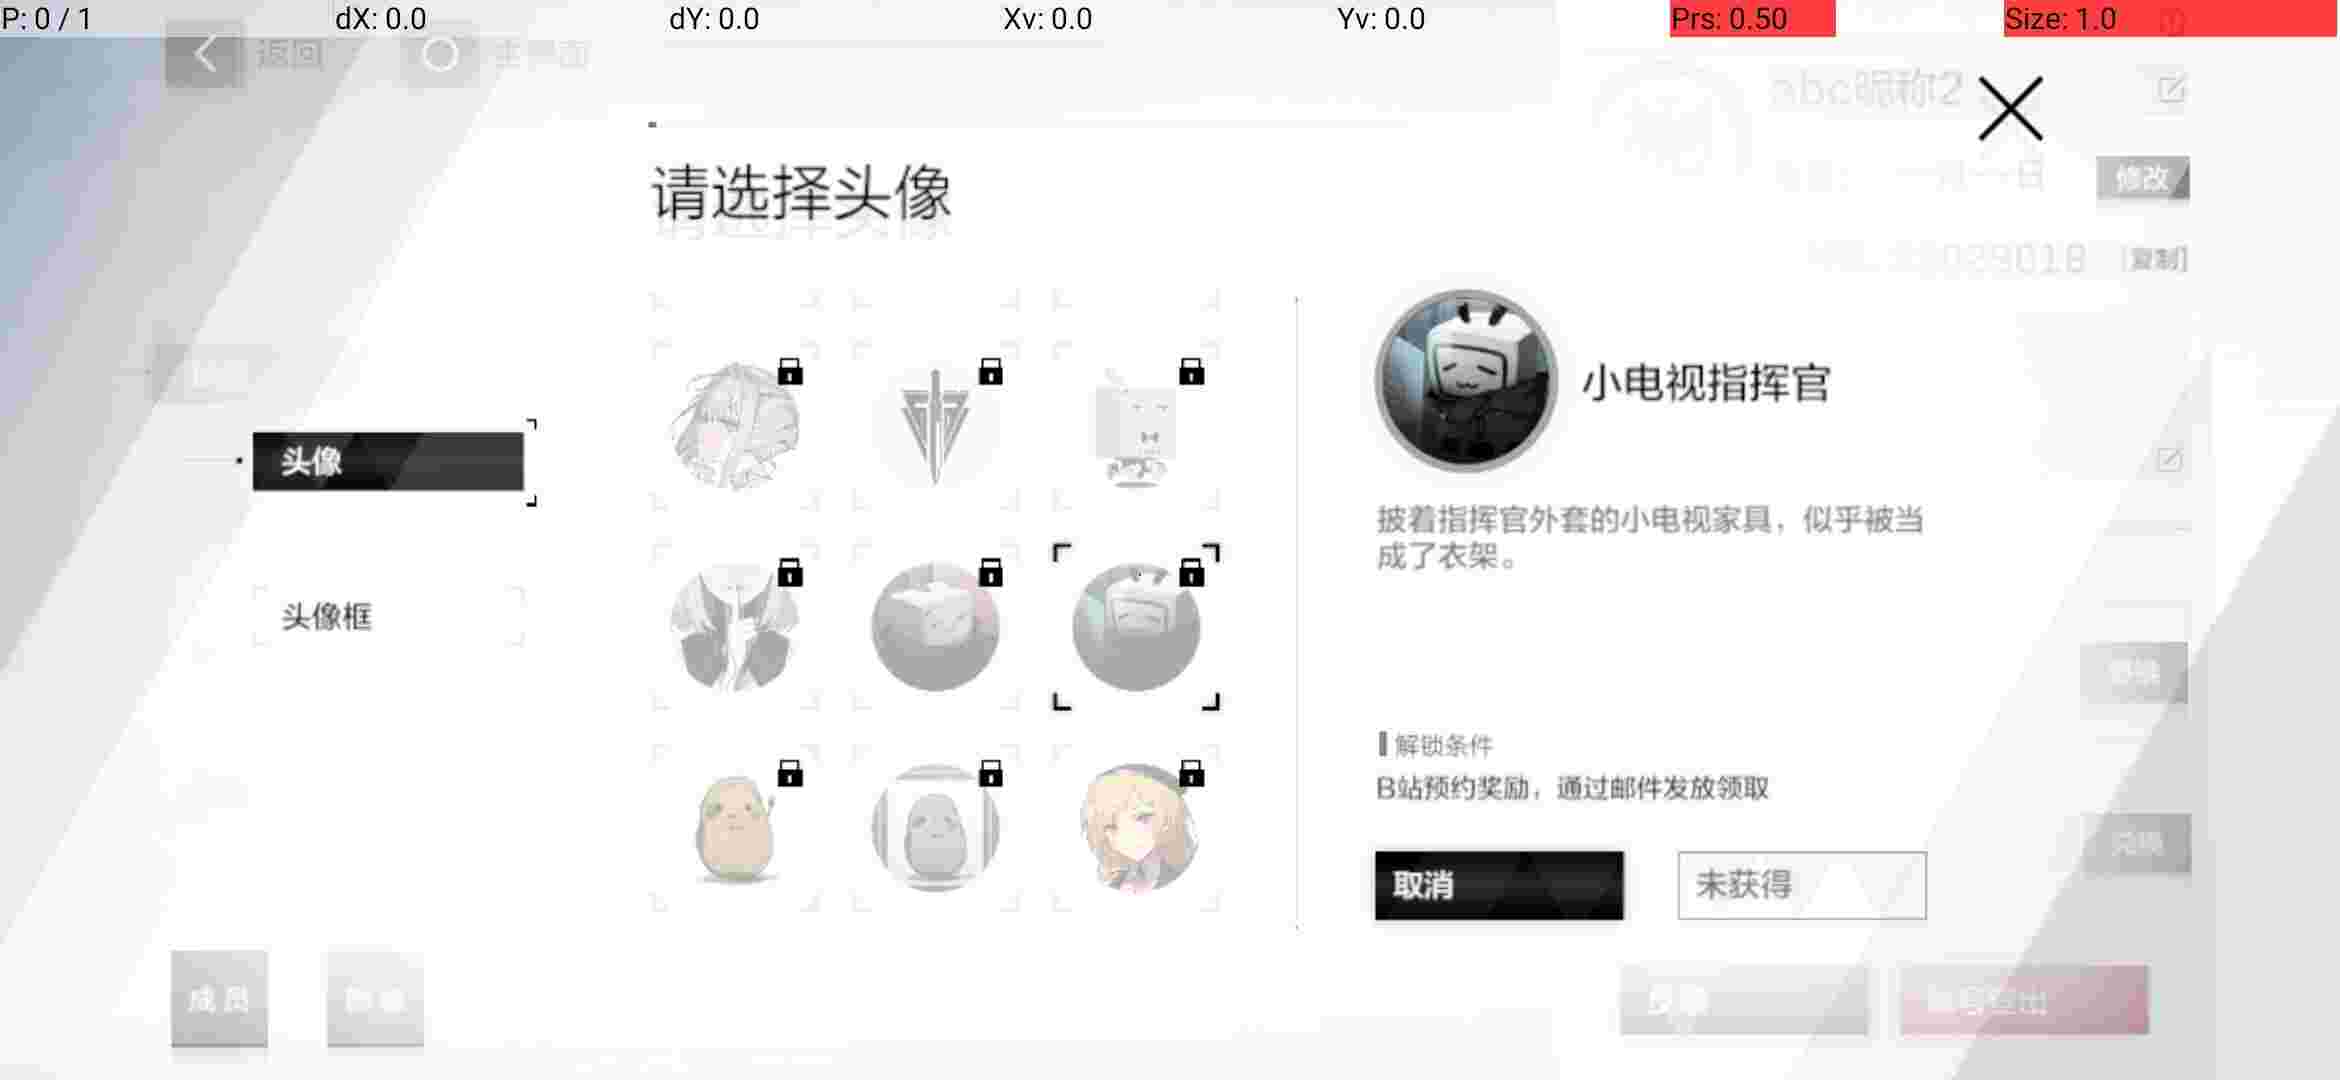 P: 0 / 1
dX: 0.0
dY: 0.0
Xv: 0.0
Yv: 0.0
Prs: 0.50
Size: 1.0
返回
主界面
abc昵称2
修改
请选择头像
[复制]
小电视指挥官
头像
披着指挥官外套的小电视家具，似乎被当
成了衣架。
头像框
解锁条件
B站预约奖励，通过邮件发放领取
兑换
取消
未获得
成员